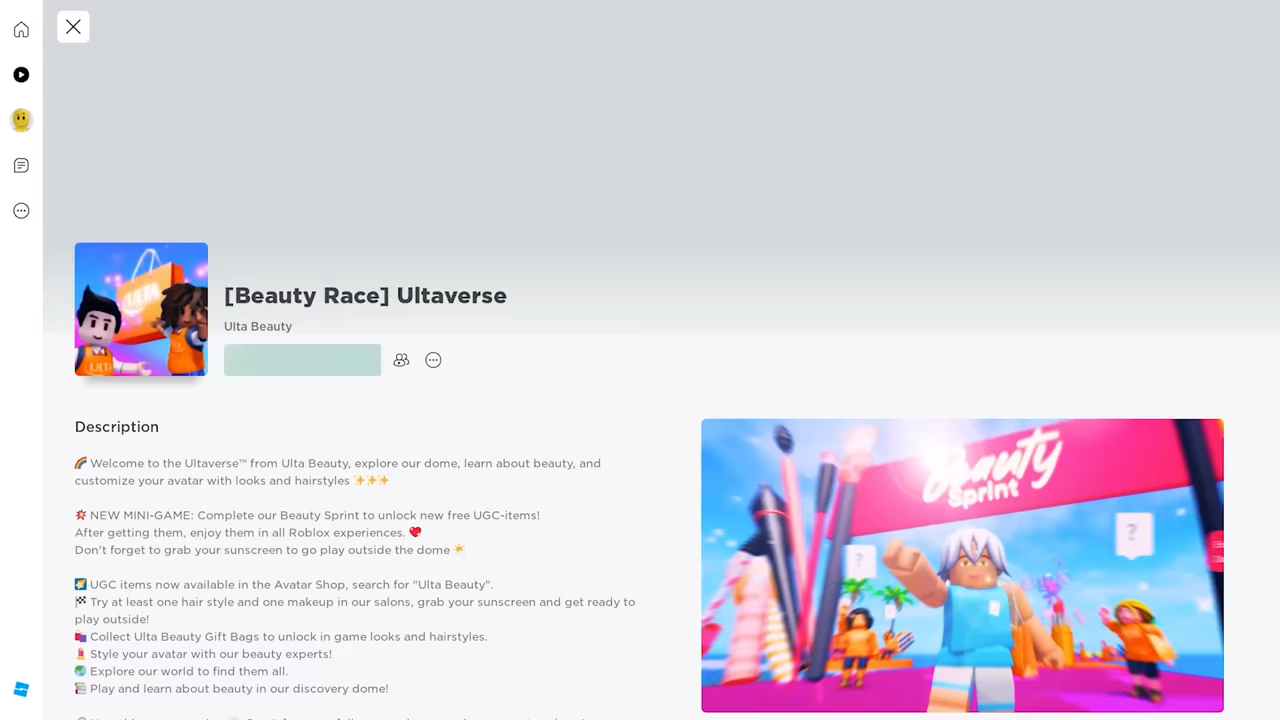 [Beauty Race] Ultaverse
Ulta Beauty
Description
🌈 Welcome to the Ultaverse™ from Ulta Beauty, explore our dome, learn about beauty, and
customize your avatar with looks and hairstyles ✨✨✨
💥 NEW MINI-GAME: Complete our Beauty Sprint to unlock new free UGC-items!
After getting them, enjoy them in all Roblox experiences. 💖
Don't forget to grab your sunscreen to go play outside the dome 🌤️
🌠 UGC items now available in the Avatar Shop, search for "Ulta Beauty".
🏁 Try at least one hair style and one makeup in our salons, grab your sunscreen and get ready to
play outside!
🛍️ Collect Ulta Beauty Gift Bags to unlock in game looks and hairstyles.
💄 Style your avatar with our beauty experts!
🌏 Explore our world to find them all.
📚 Play and learn about beauty in our discovery dome!
Beauty
Sprint
?
?
ULTA